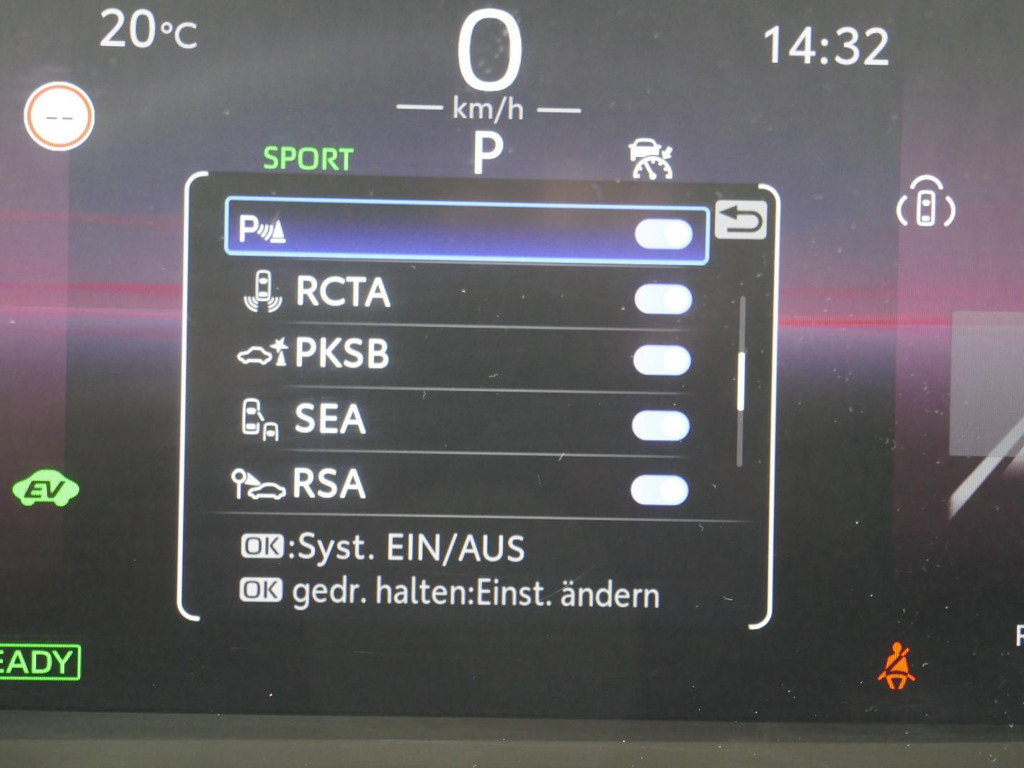 20°C
0
14:32
--
km/h
SPORT
P
P
RCTA
PKSB
SEA
RSA
EV
OK:Syst. EIN/AUS
OK gedr. halten:Einst. ändern
EADY